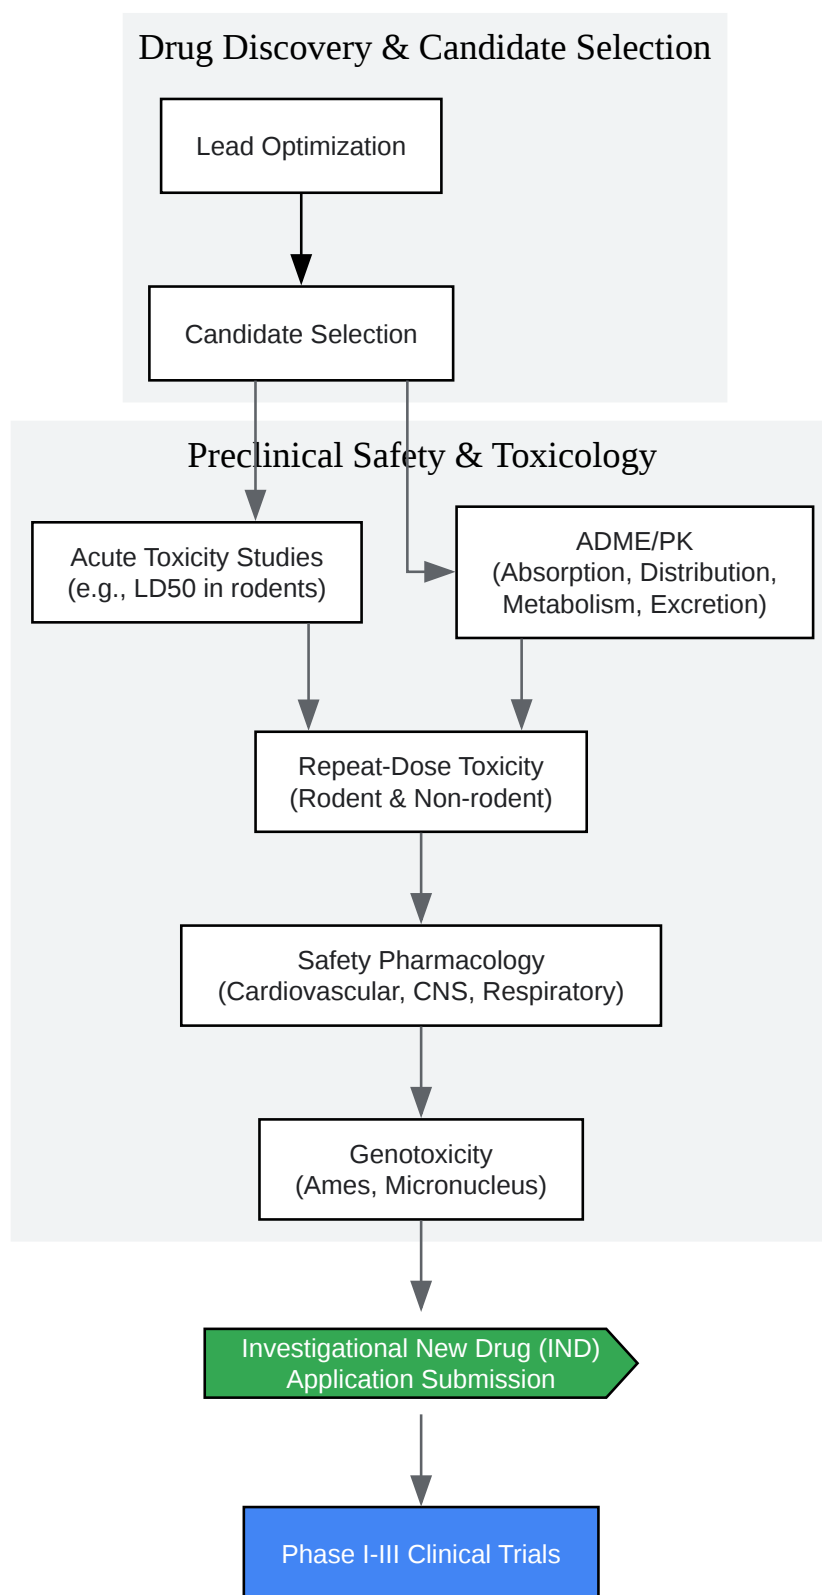 Drug Discovery & Candidate Selection
Lead Optimization
Candidate Selection
Preclinical Safety & Toxicology
Acute Toxicity Studies
(e.g., LD50 in rodents)
ADME/PK
(Absorption, Distribution,
Metabolism, Excretion)
Repeat-Dose Toxicity
(Rodent & Non-rodent)
Safety Pharmacology
(Cardiovascular, CNS, Respiratory)
Genotoxicity
(Ames, Micronucleus)
Investigational New Drug (IND)
Application Submission
Phase I-III Clinical Trials